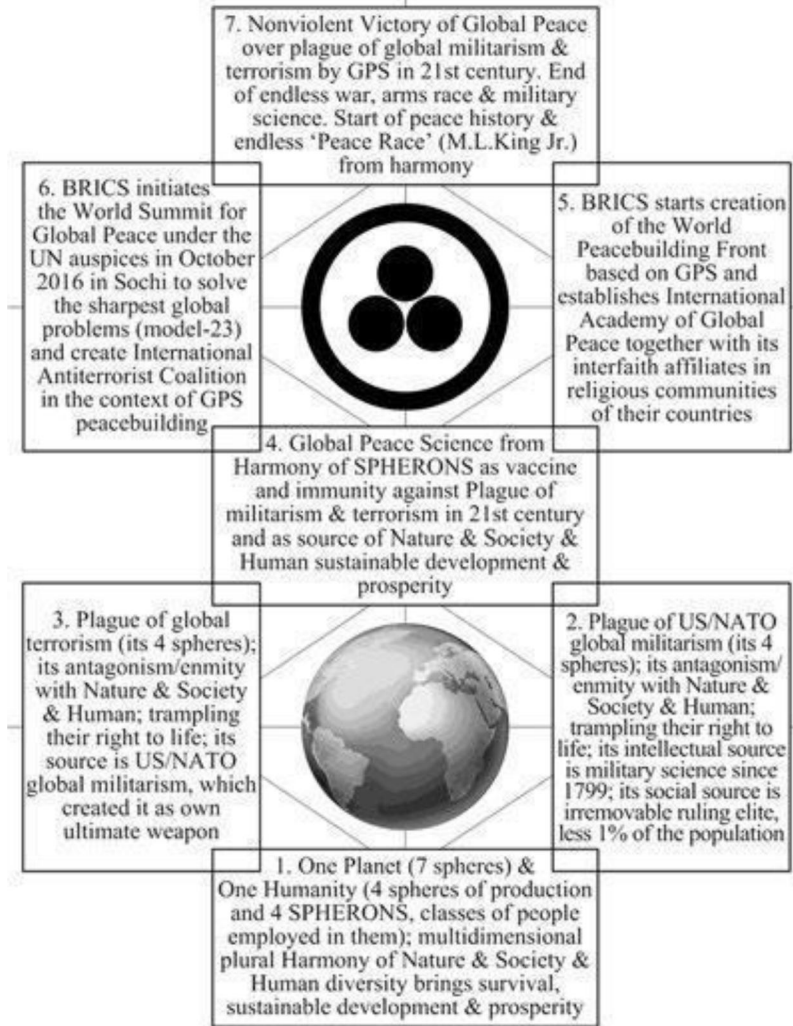 7. Nonviolent Victory of Global Peace
over plague of global militarism &
terrorism by GPS in 21st century. End
of endless war, arms race & military
science. Start of peace history &
endless ‘Peace Race’ (M.L.King Jr.)
from harmony
6. BRICS initiates
the World Summit for
Global Peace under the
UN auspices in October
2016 in Sochi to solve
the sharpest global
problems (model-23)
and create International
Antiterrorist Coalition
in the context of GPS
peacebuilding
5. BRICS starts creation
of the World
Peacebuilding Front
based on GPS and
establishes International
Academy of Global
Peace together with its
interfaith affiliates in
religious communities
of their countries
4. Global Peace Science from
Harmony of SPHERONS as vaccine
and immunity against Plague of
militarism & terrorism in 21st century
and as source of Nature & Society &
Human sustainable development &
prosperity
3. Plague of global
terrorism (its 4 spheres);
its antagonism/enmity
with Nature & Society
& Human; trampling
their right to life; its
source is US/NATO
global militarism, which
created it as own
ultimate weapon
2. Plague of US/NATO
global militarism (its 4
spheres); its antagonism/
enmity with Nature &
Society & Human;
trampling their right to
life; its intellectual source
is military science since
1799; its social source is
irremovable ruling elite,
less 1% of the population
1. One Planet (7 spheres) &
One Humanity (4 spheres of production
and 4 SPHERONS, classes of people
employed in them); multidimensional
plural Harmony of Nature & Society &
Human diversity brings survival,
sustainable development & prosperity